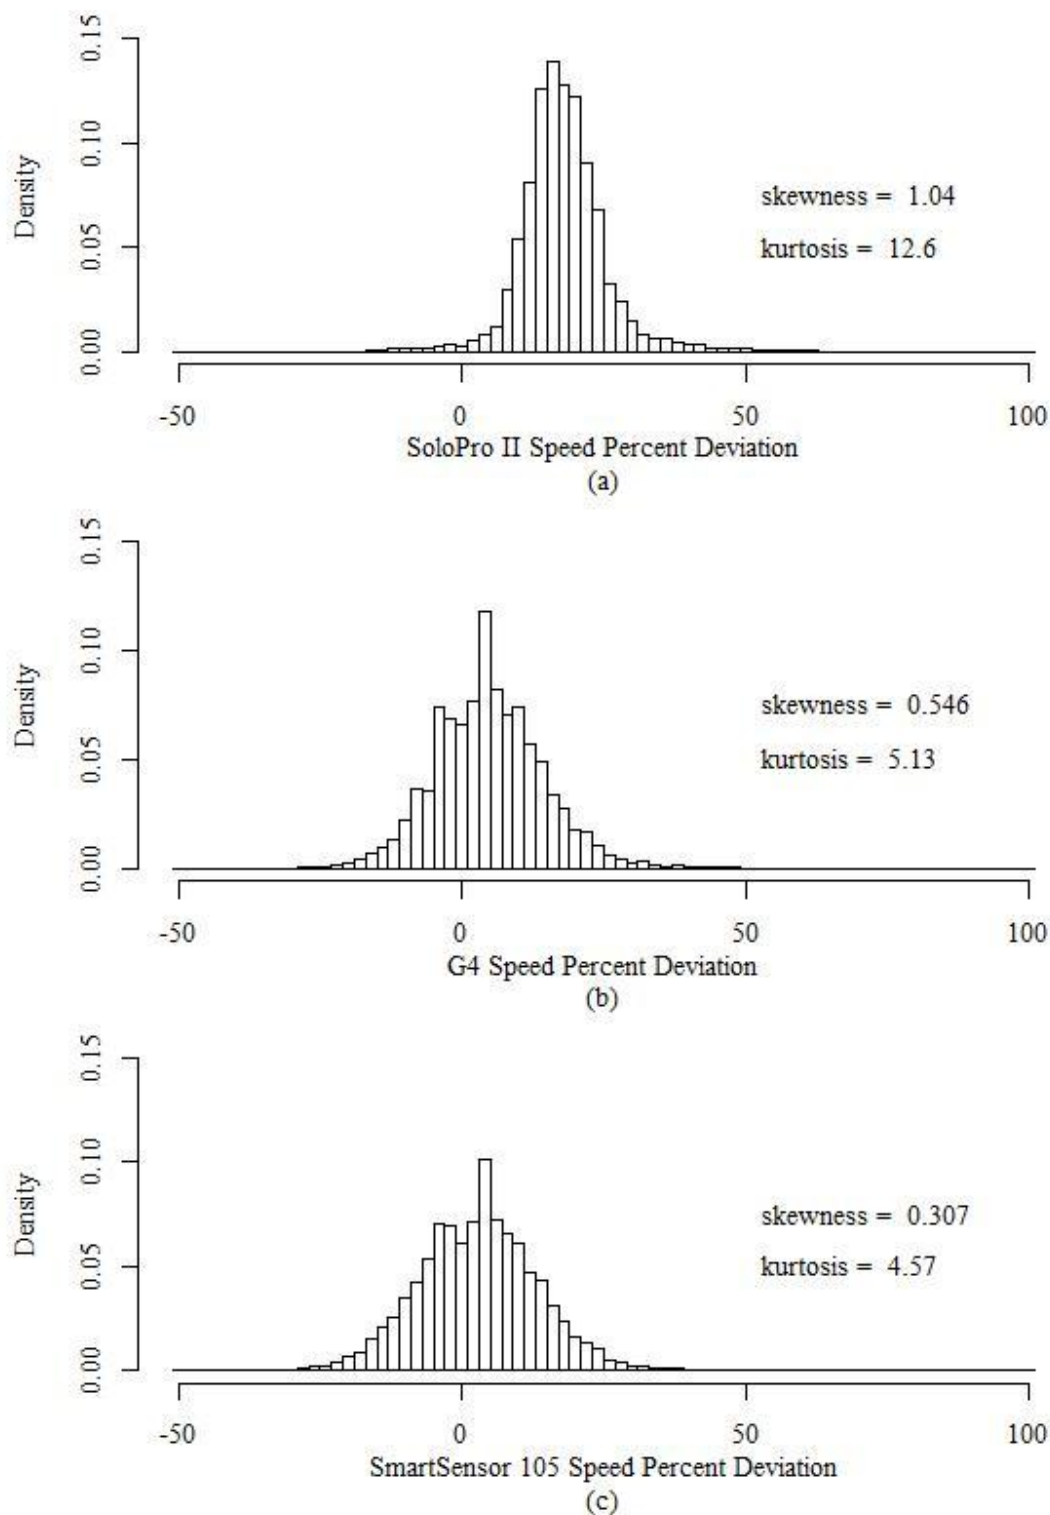 0.15
0.10
0.05
0.00
Density
skewness = 1.04
kurtosis = 12.6
-50 0 50 100
SoloPro II Speed Percent Deviation
(a)
0.15
0.10
0.05
0.00
Density
skewness = 0.546
kurtosis = 5.13
-50 0 50 100
G4 Speed Percent Deviation
(b)
0.15
0.10
0.05
0.00
Density
skewness = 0.307
kurtosis = 4.57
-50 0 50 100
SmartSensor 105 Speed Percent Deviation
(c)